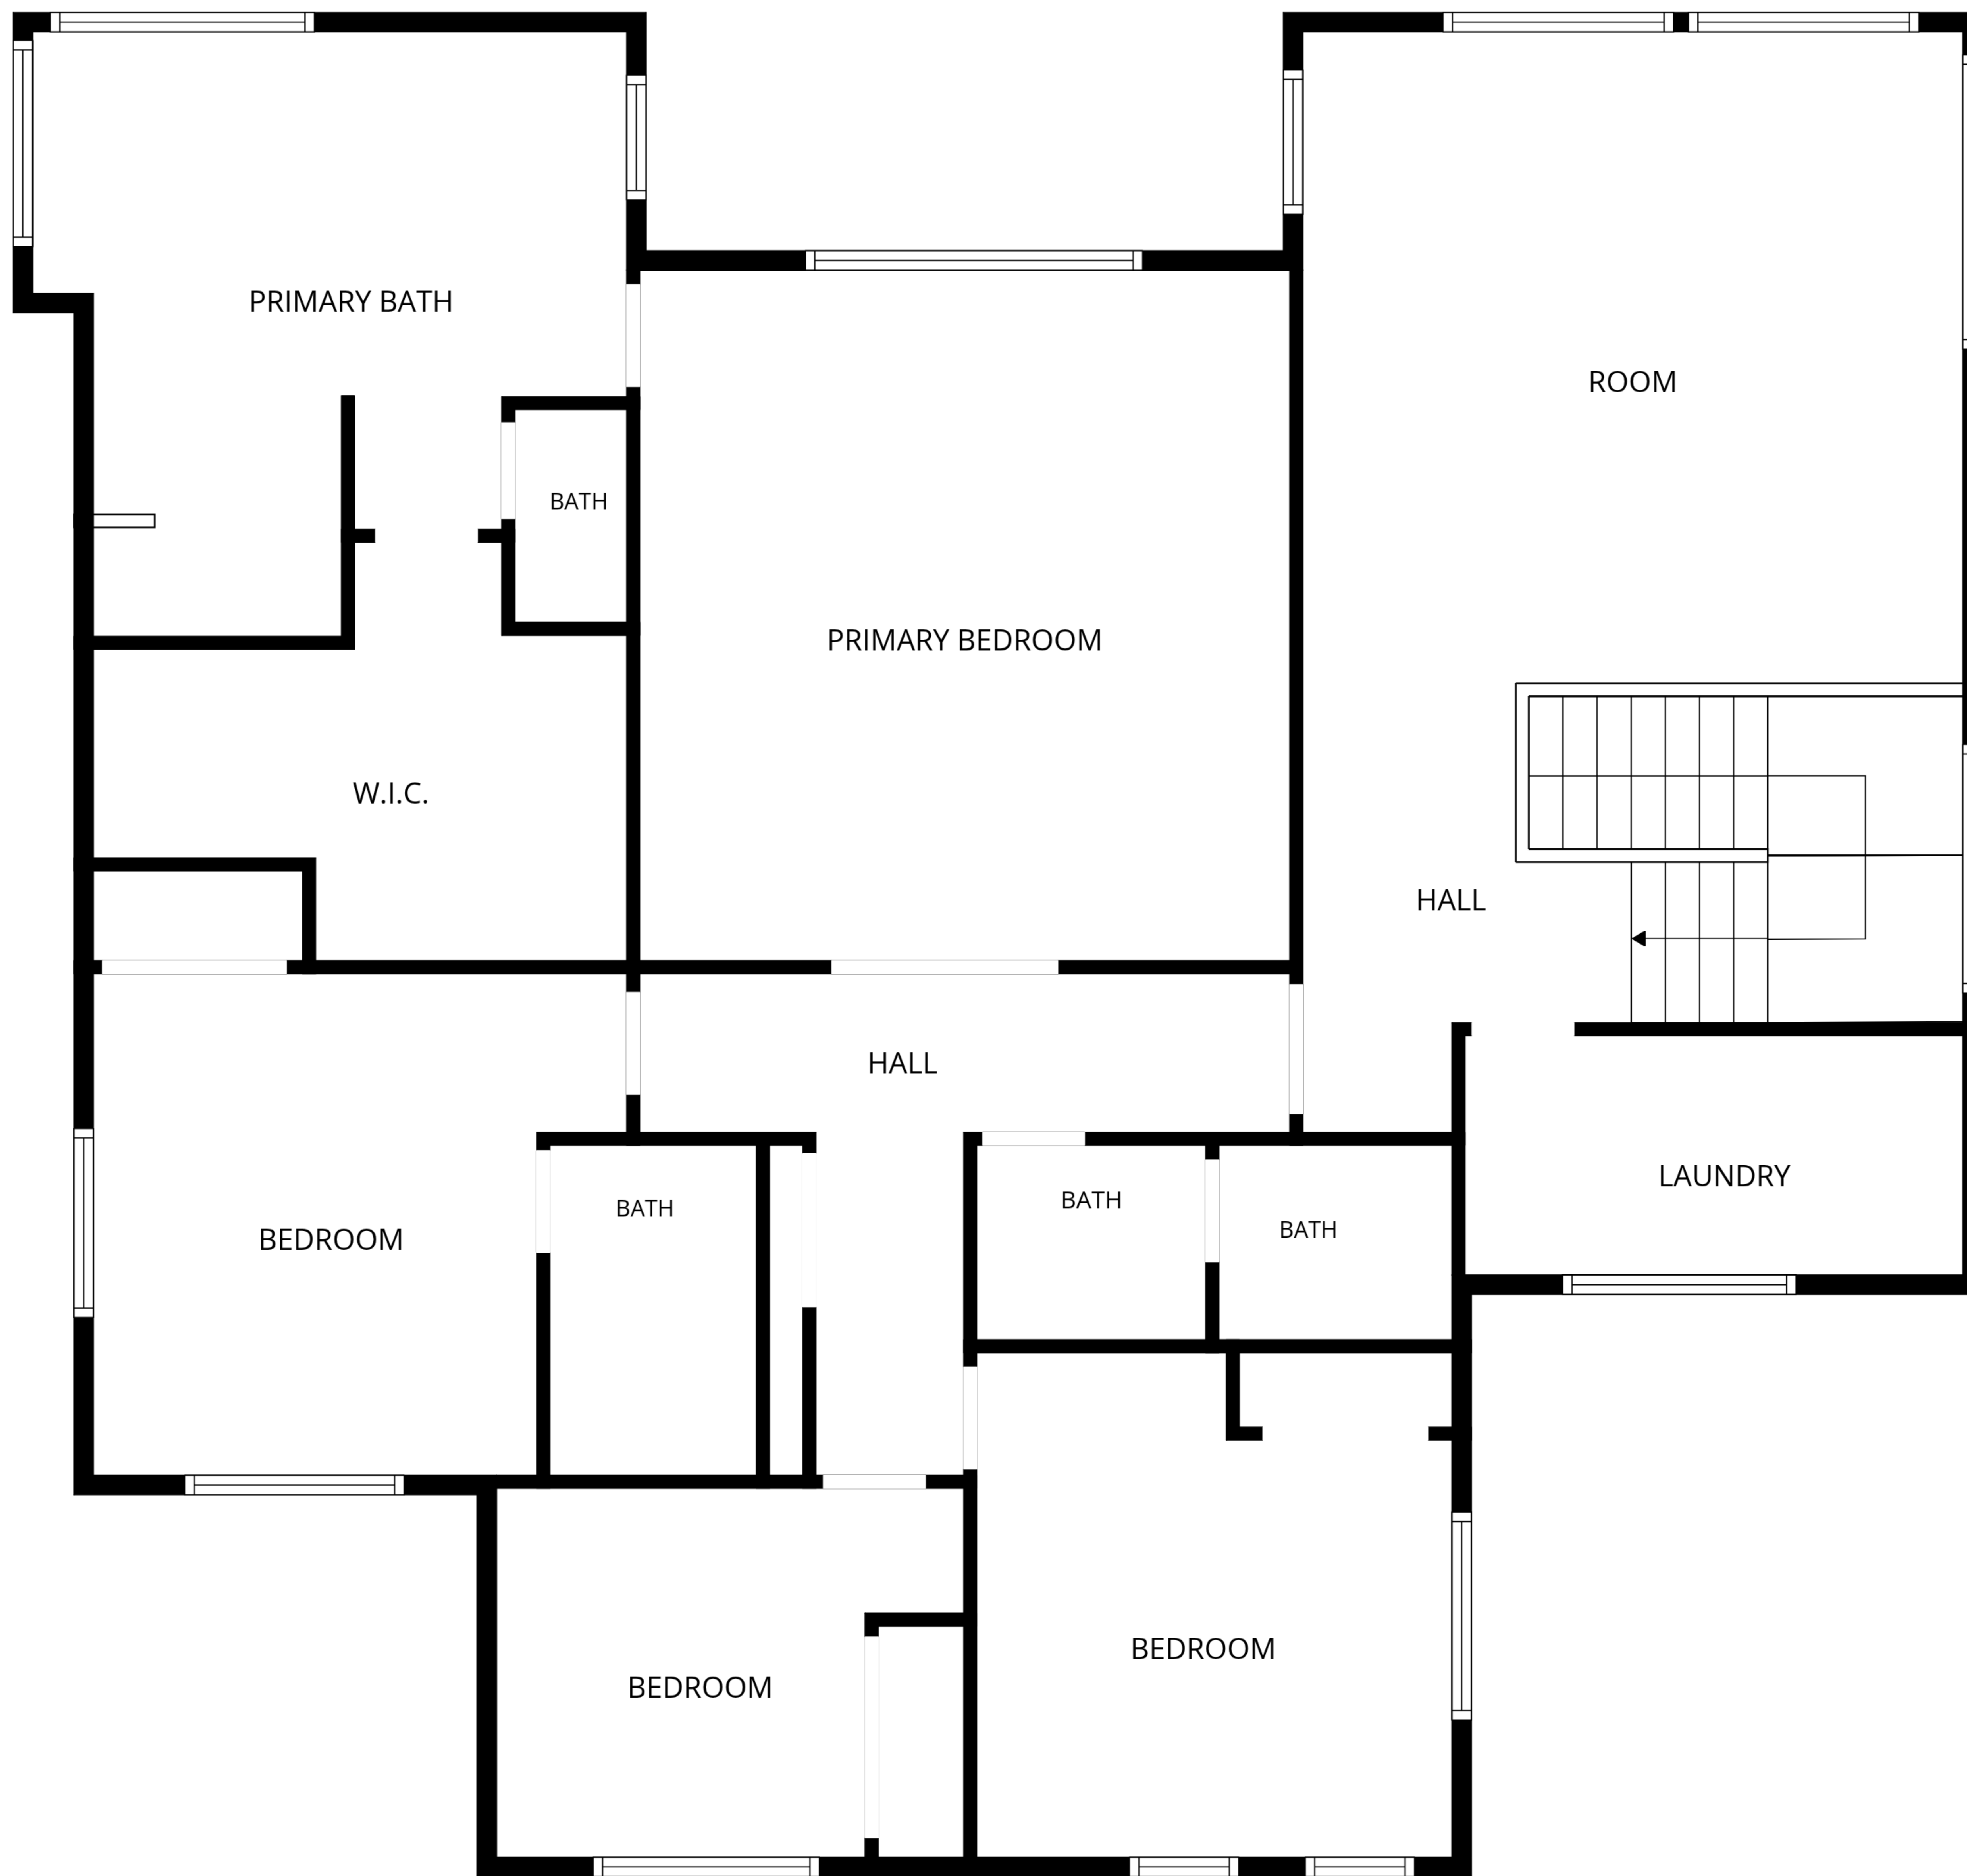 PRIMARY BATH
ROOM
BATH
PRIMARY BEDROOM
W.I.C.
HALL
HALL
LAUNDRY
BATH
BATH
BATH
BEDROOM
BEDROOM
BEDROOM